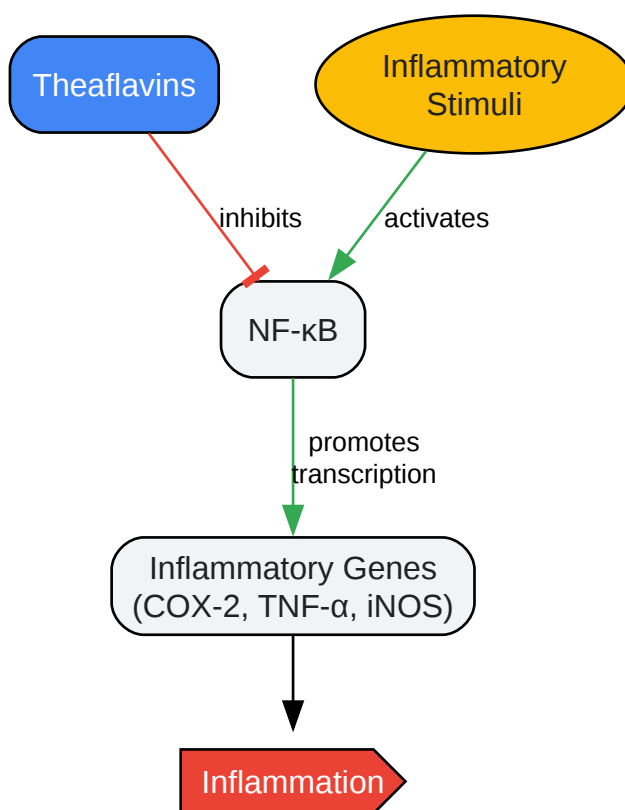 Theaflavins
Inflammatory
Stimuli
inhibits
activates
NF-κB
promotes
transcription
Inflammatory Genes
(COX-2, TNF-α, iNOS)
Inflammation